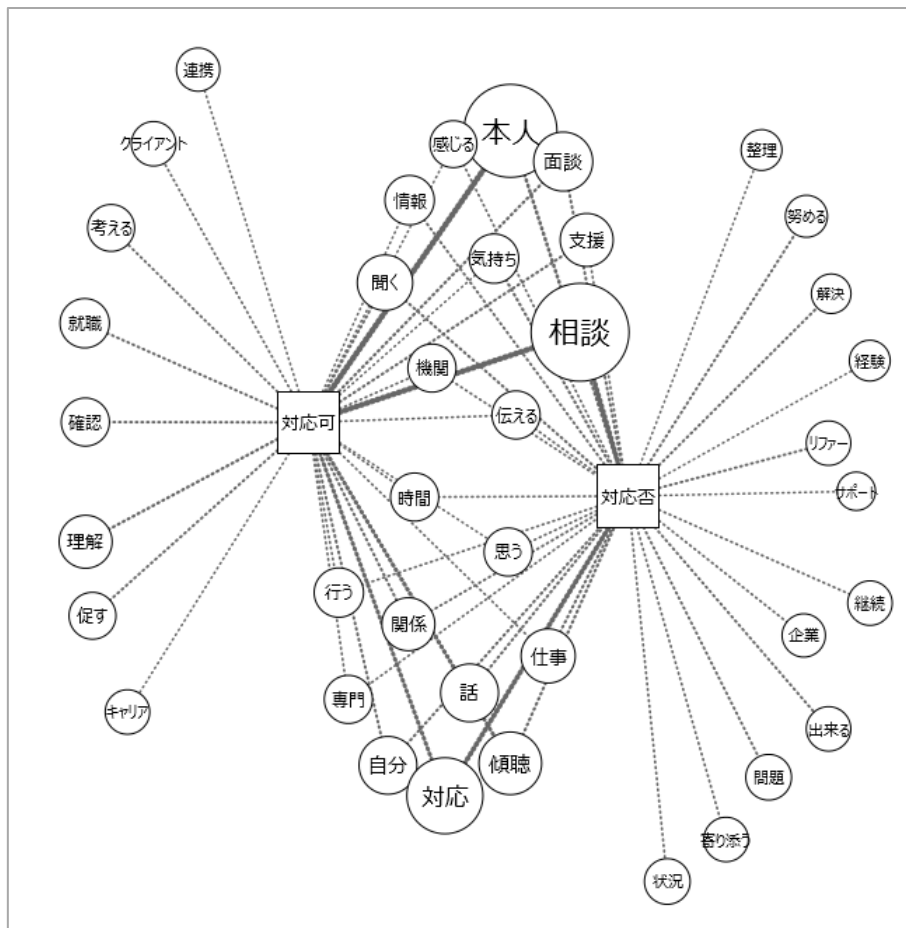 連携
クライアント
考える
就職
確認
理解
促す
キャリア
対応可
本人
感じる
面談
情報
支援
気持ち
聞く
相談
機関
伝える
時間
思う
行う
関係
仕事
専門
話
自分
傾聴
対応
対応否
整理
努める
解決
経験
リファー
サポート
継続
企業
出来る
問題
寄り添う
状況